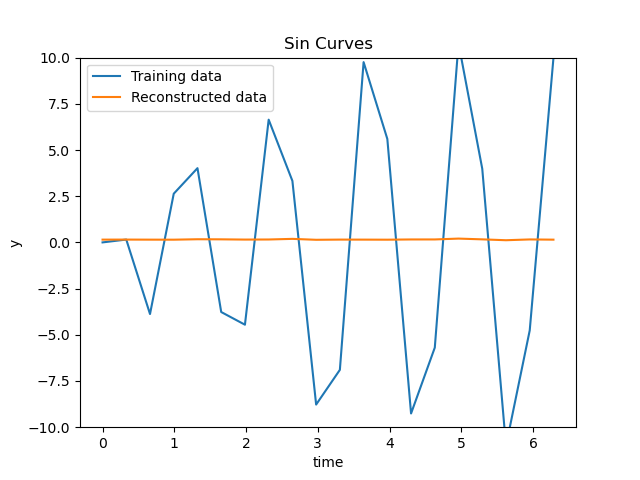 Sin Curves
Training data
Reconstructed data
10.0
7.5
5.0
2.5
0.0
−2.5
−5.0
−7.5
−10.0
y
0 1 2 3 4 5 6
time